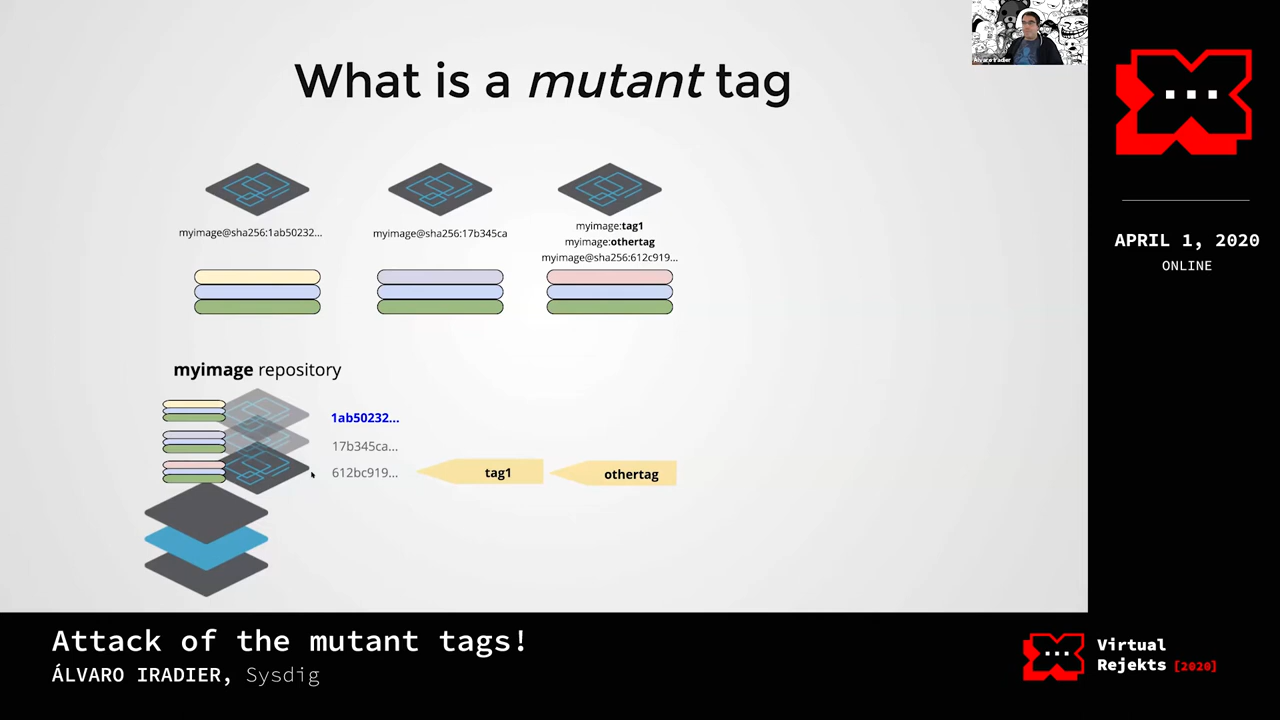 What is a mutant tag
myimage@sha256:1ab50232...
myimage@sha256:17b345ca
myimage:tag1
myimage:othertag
myimage@sha256:612c919...
myimage repository
1ab50232...
17b345ca...
612bc919...
tag1
othertag
Álvaro Iradier
APRIL 1, 2020
ONLINE
Attack of the mutant tags!
ÁLVARO IRADIER, Sysdig
Virtual
Rejekts [2020]